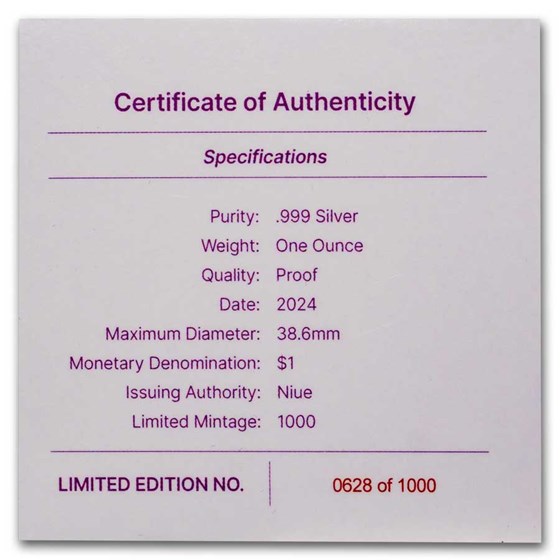 Certificate of Authenticity
Specifications
Purity: .999 Silver
Weight: One Ounce
Quality: Proof
Date: 2024
Maximum Diameter: 38.6mm
Monetary Denomination: $1
Issuing Authority: Niue
Limited Mintage: 1000
LIMITED EDITION NO. 0628 of 1000